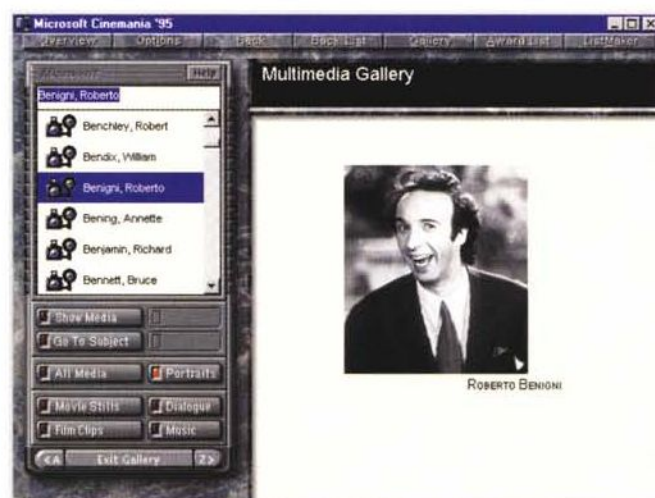 Microsoft Cinemania '95
Overview Options Back Back List Gallery Award List ListMaker
Help
Benigni, Roberto
Benchley, Robert
Bendix, William
Benigni, Roberto
Bening, Annette
Benjamin, Richard
Bennett, Bruce
Show Media
Go To Subject
All Media Portraits
Movie Stills Dialogue
Film Clips Music
<A Exit Gallery Z>
Multimedia Gallery
ROBERTO BENIGNI